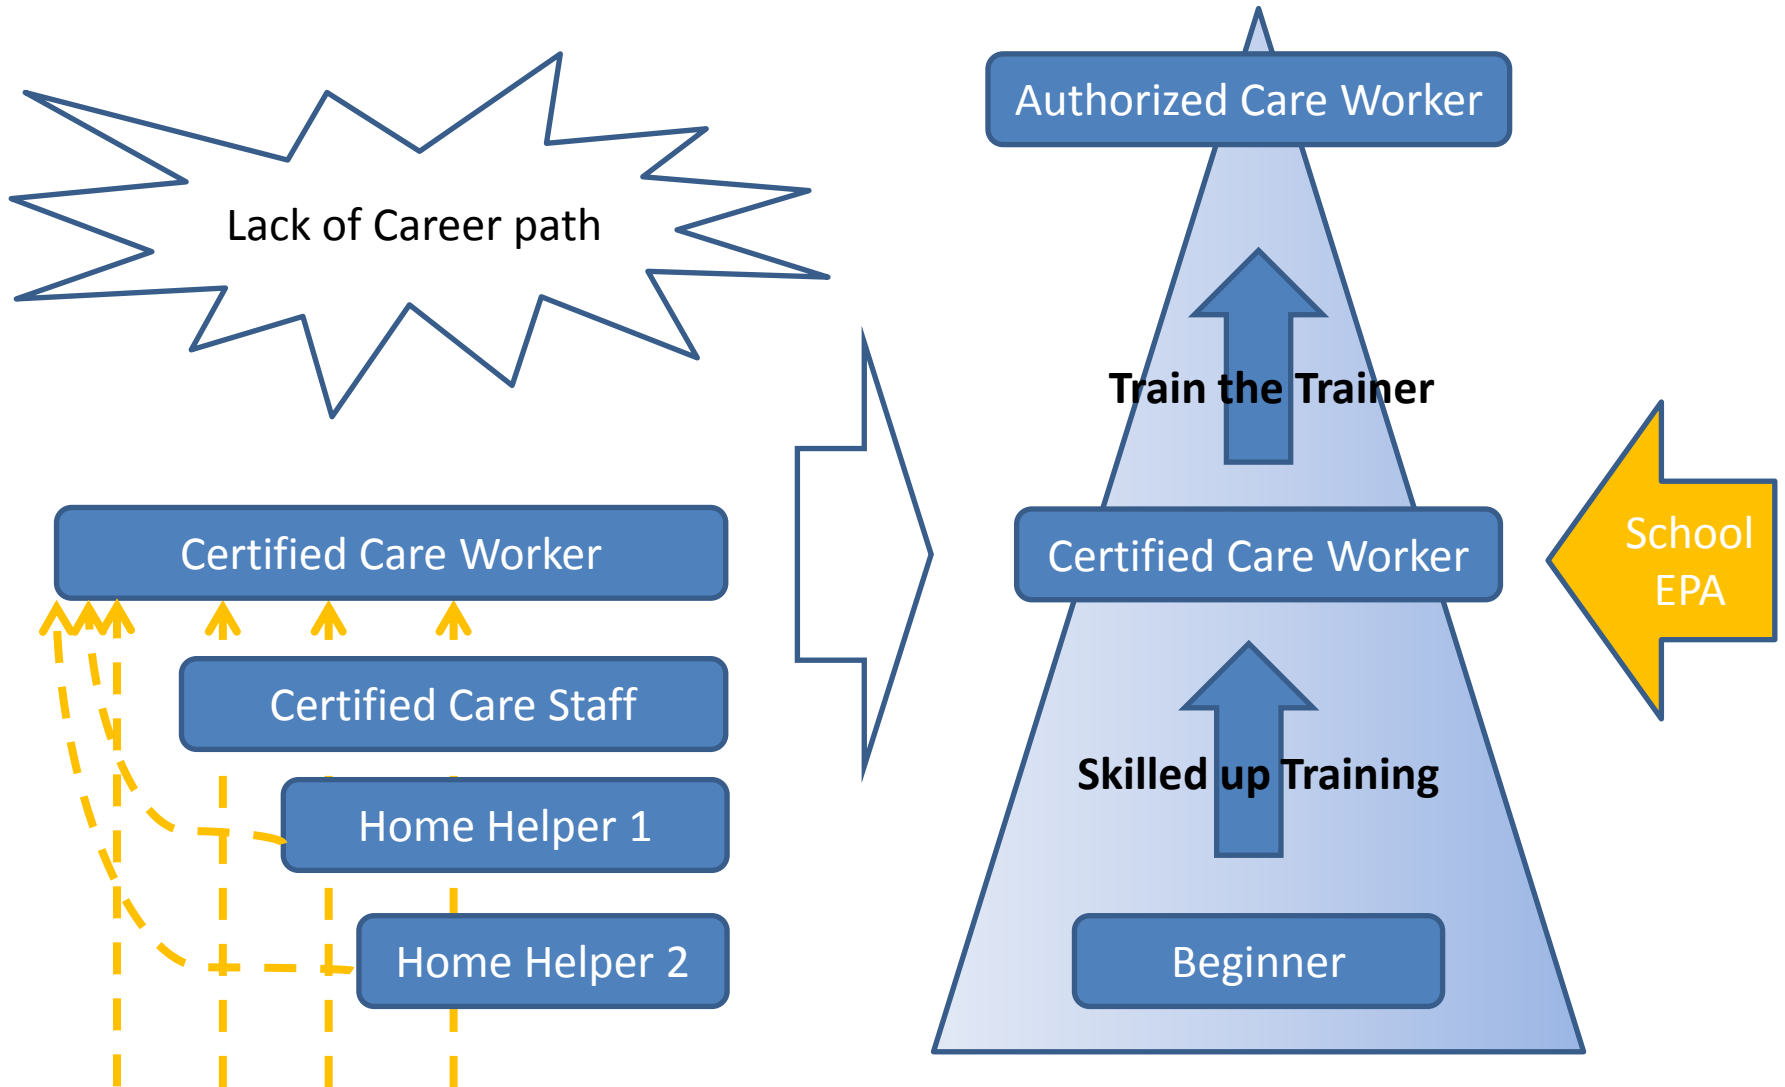 Lack of Career path
Certified Care Worker
Certified Care Staff
Home Helper 1
Home Helper 2
Authorized Care Worker
Train the Trainer
Certified Care Worker
Skilled up Training
Beginner
School
EPA